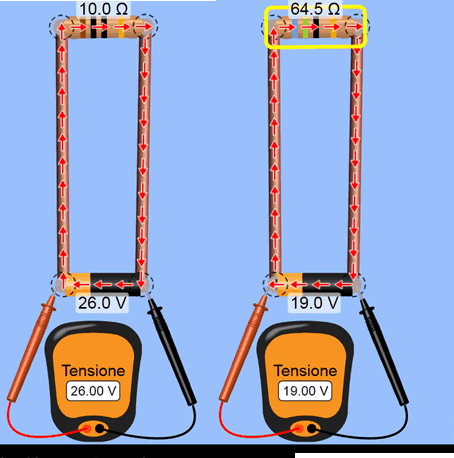 10.0 Ω
64.5 Ω
26.0 V
19.0 V
Tensione
26.00 V
Tensione
19.00 V